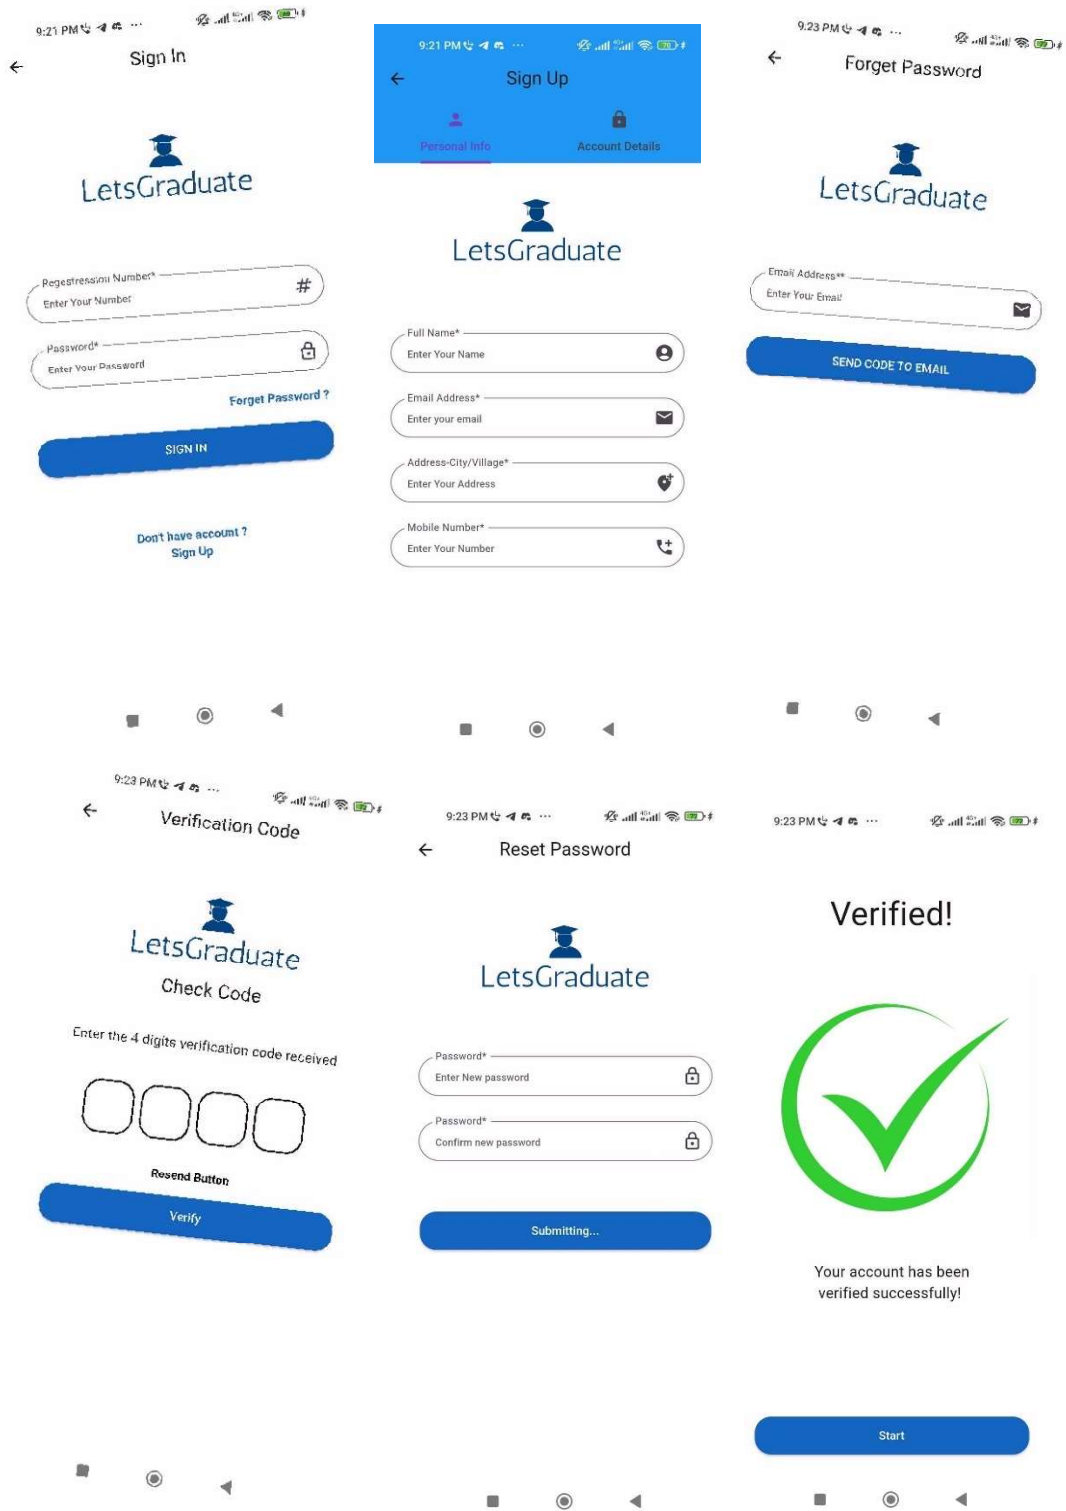 9:21 PM
Sign In
LetsGraduate
Regestression Number*
Enter Your Number
Password*
Enter Your Password
Forget Password ?
SIGN IN
Don't have account ?
Sign Up
9:21 PM
Sign Up
Personal Info
Account Details
LetsGraduate
Full Name*
Enter Your Name
Email Address*
Enter your email
Address-City/Village*
Enter Your Address
Mobile Number*
Enter Your Number
9:23 PM
Forget Password
LetsGraduate
Email Address**
Enter Your Email
SEND CODE TO EMAIL
9:23 PM
Verification Code
LetsGraduate
Check Code
Enter the 4 digits verification code received
Resend Button
Verify
9:23 PM
Reset Password
LetsGraduate
Password*
Enter New password
Password*
Confirm new password
Submitting...
9:23 PM
Verified!
Your account has been
verified successfully!
Start